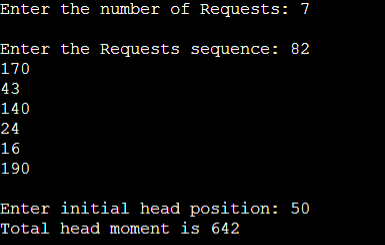 Enter the number of Requests: 7
Enter the Requests sequence: 82
170
43
140
24
16
190
Enter initial head position: 50
Total head moment is 642